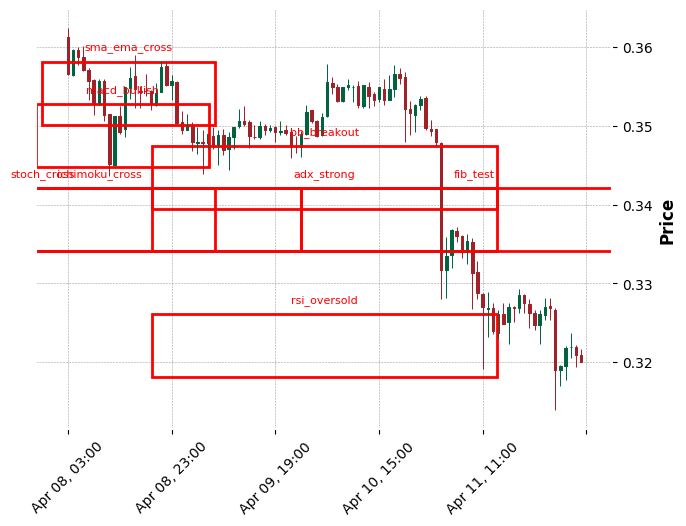 sma_ema_cross
macd_bullish
bb_breakout
stoch_cross
ichimoku_cross
adx_strong
fib_test
rsi_oversold
0.36
0.35
0.34
0.33
0.32
Price
Apr 08, 03:00
Apr 08, 23:00
Apr 09, 19:00
Apr 10, 15:00
Apr 11, 11:00